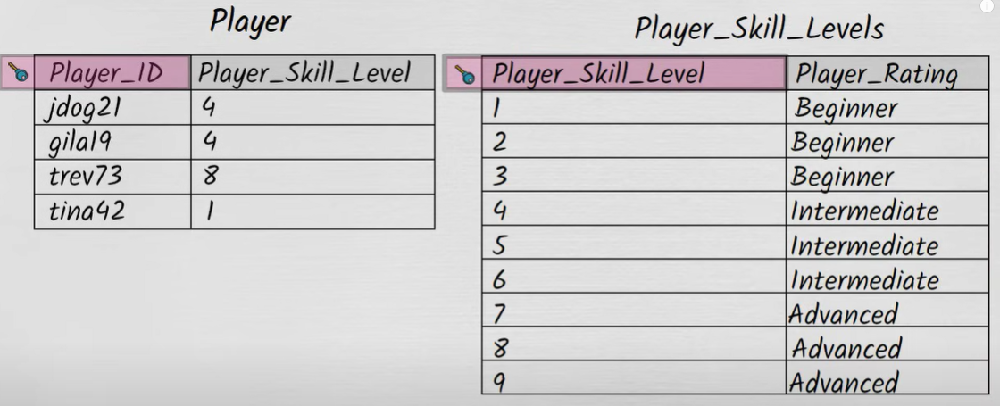 Player
Player_ID Player_Skill_Level
jdog21 4
gila19 4
trev73 8
tina42 1
Player_Skill_Levels
Player_Skill_Level Player_Rating
1 Beginner
2 Beginner
3 Beginner
4 Intermediate
5 Intermediate
6 Intermediate
7 Advanced
8 Advanced
9 Advanced